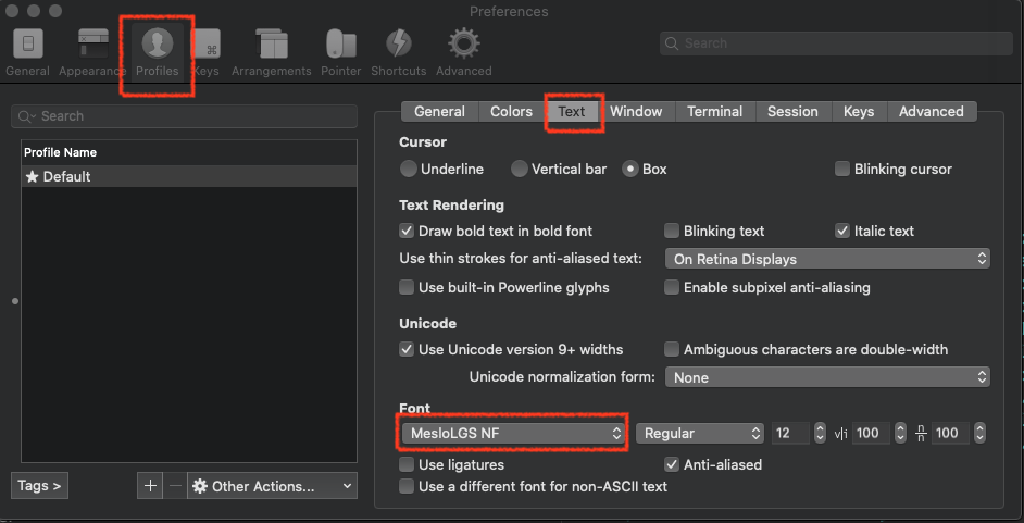 Preferences
General Appearance Profiles Keys Arrangements Pointer Shortcuts Advanced
Search
Search
Profile Name
Default
Tags >
+ − Other Actions...
General Colors Text Window Terminal Session Keys Advanced
Cursor
Underline Vertical bar Box Blinking cursor
Text Rendering
Draw bold text in bold font Blinking text Italic text
Use thin strokes for anti-aliased text: On Retina Displays
Use built-in Powerline glyphs Enable subpixel anti-aliasing
Unicode
Use Unicode version 9+ widths Ambiguous characters are double-width
Unicode normalization form: None
Font
MesloLGS NF Regular 12 v|i 100 n/n 100
Use ligatures Anti-aliased
Use a different font for non-ASCII text